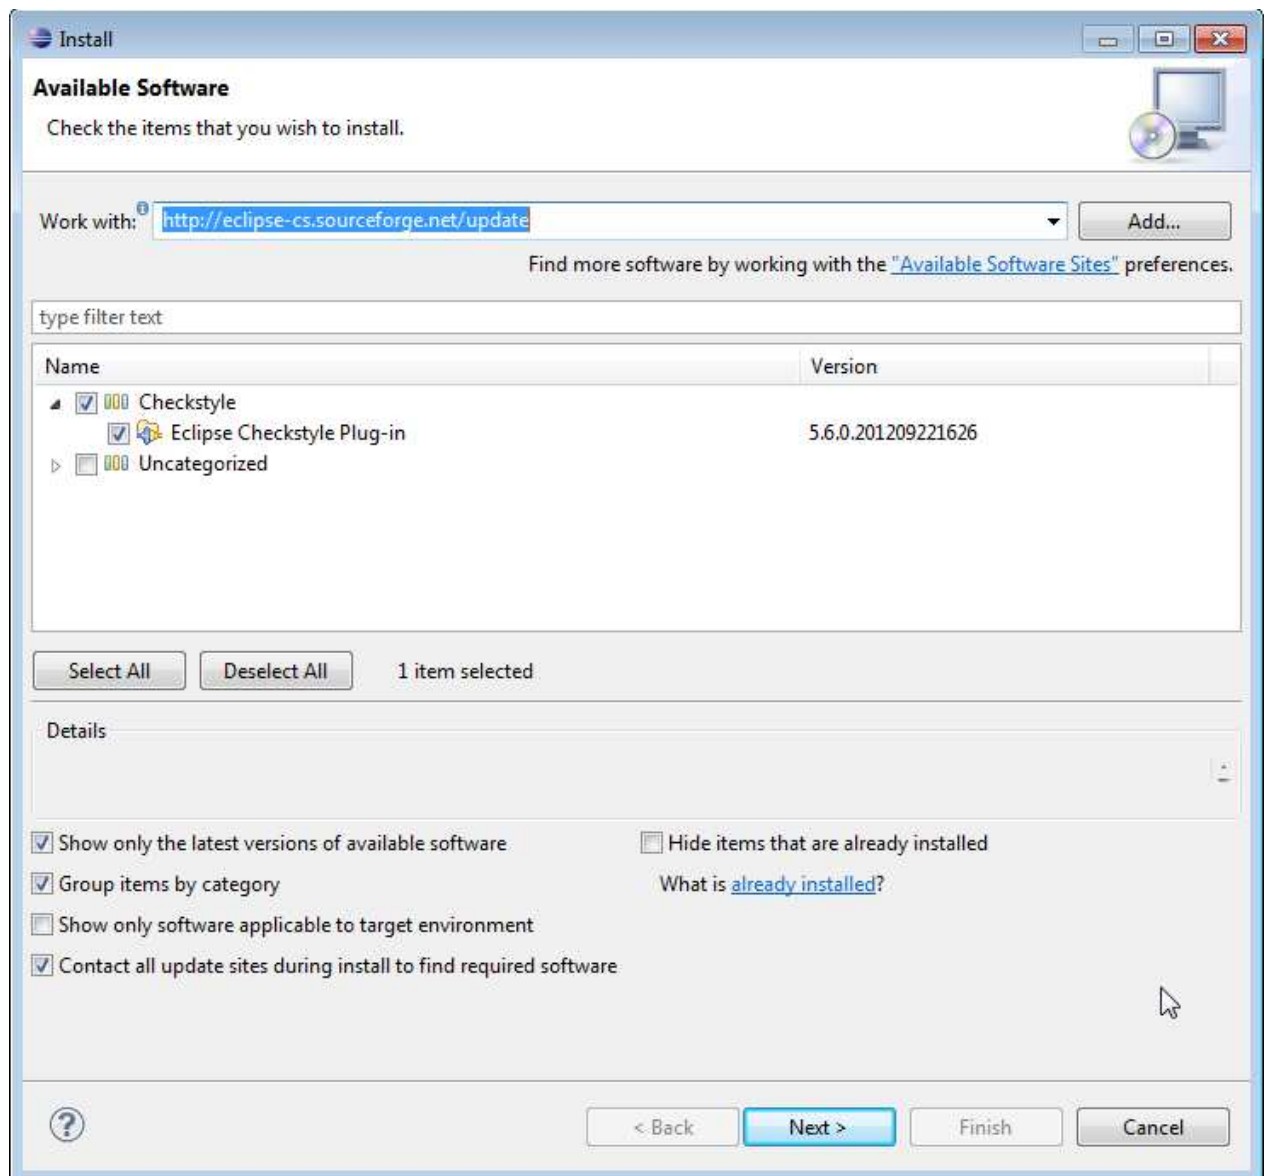 Install
Available Software
Check the items that you wish to install.
Work with: http://eclipse-cs.sourceforge.net/update Add...
Find more software by working with the "Available Software Sites" preferences.
type filter text
Name Version
Checkstyle
Eclipse Checkstyle Plug-in 5.6.0.201209221626
Uncategorized
Select All Deselect All 1 item selected
Details
Show only the latest versions of available software Hide items that are already installed
Group items by category What is already installed?
Show only software applicable to target environment
Contact all update sites during install to find required software
? < Back Next > Finish Cancel